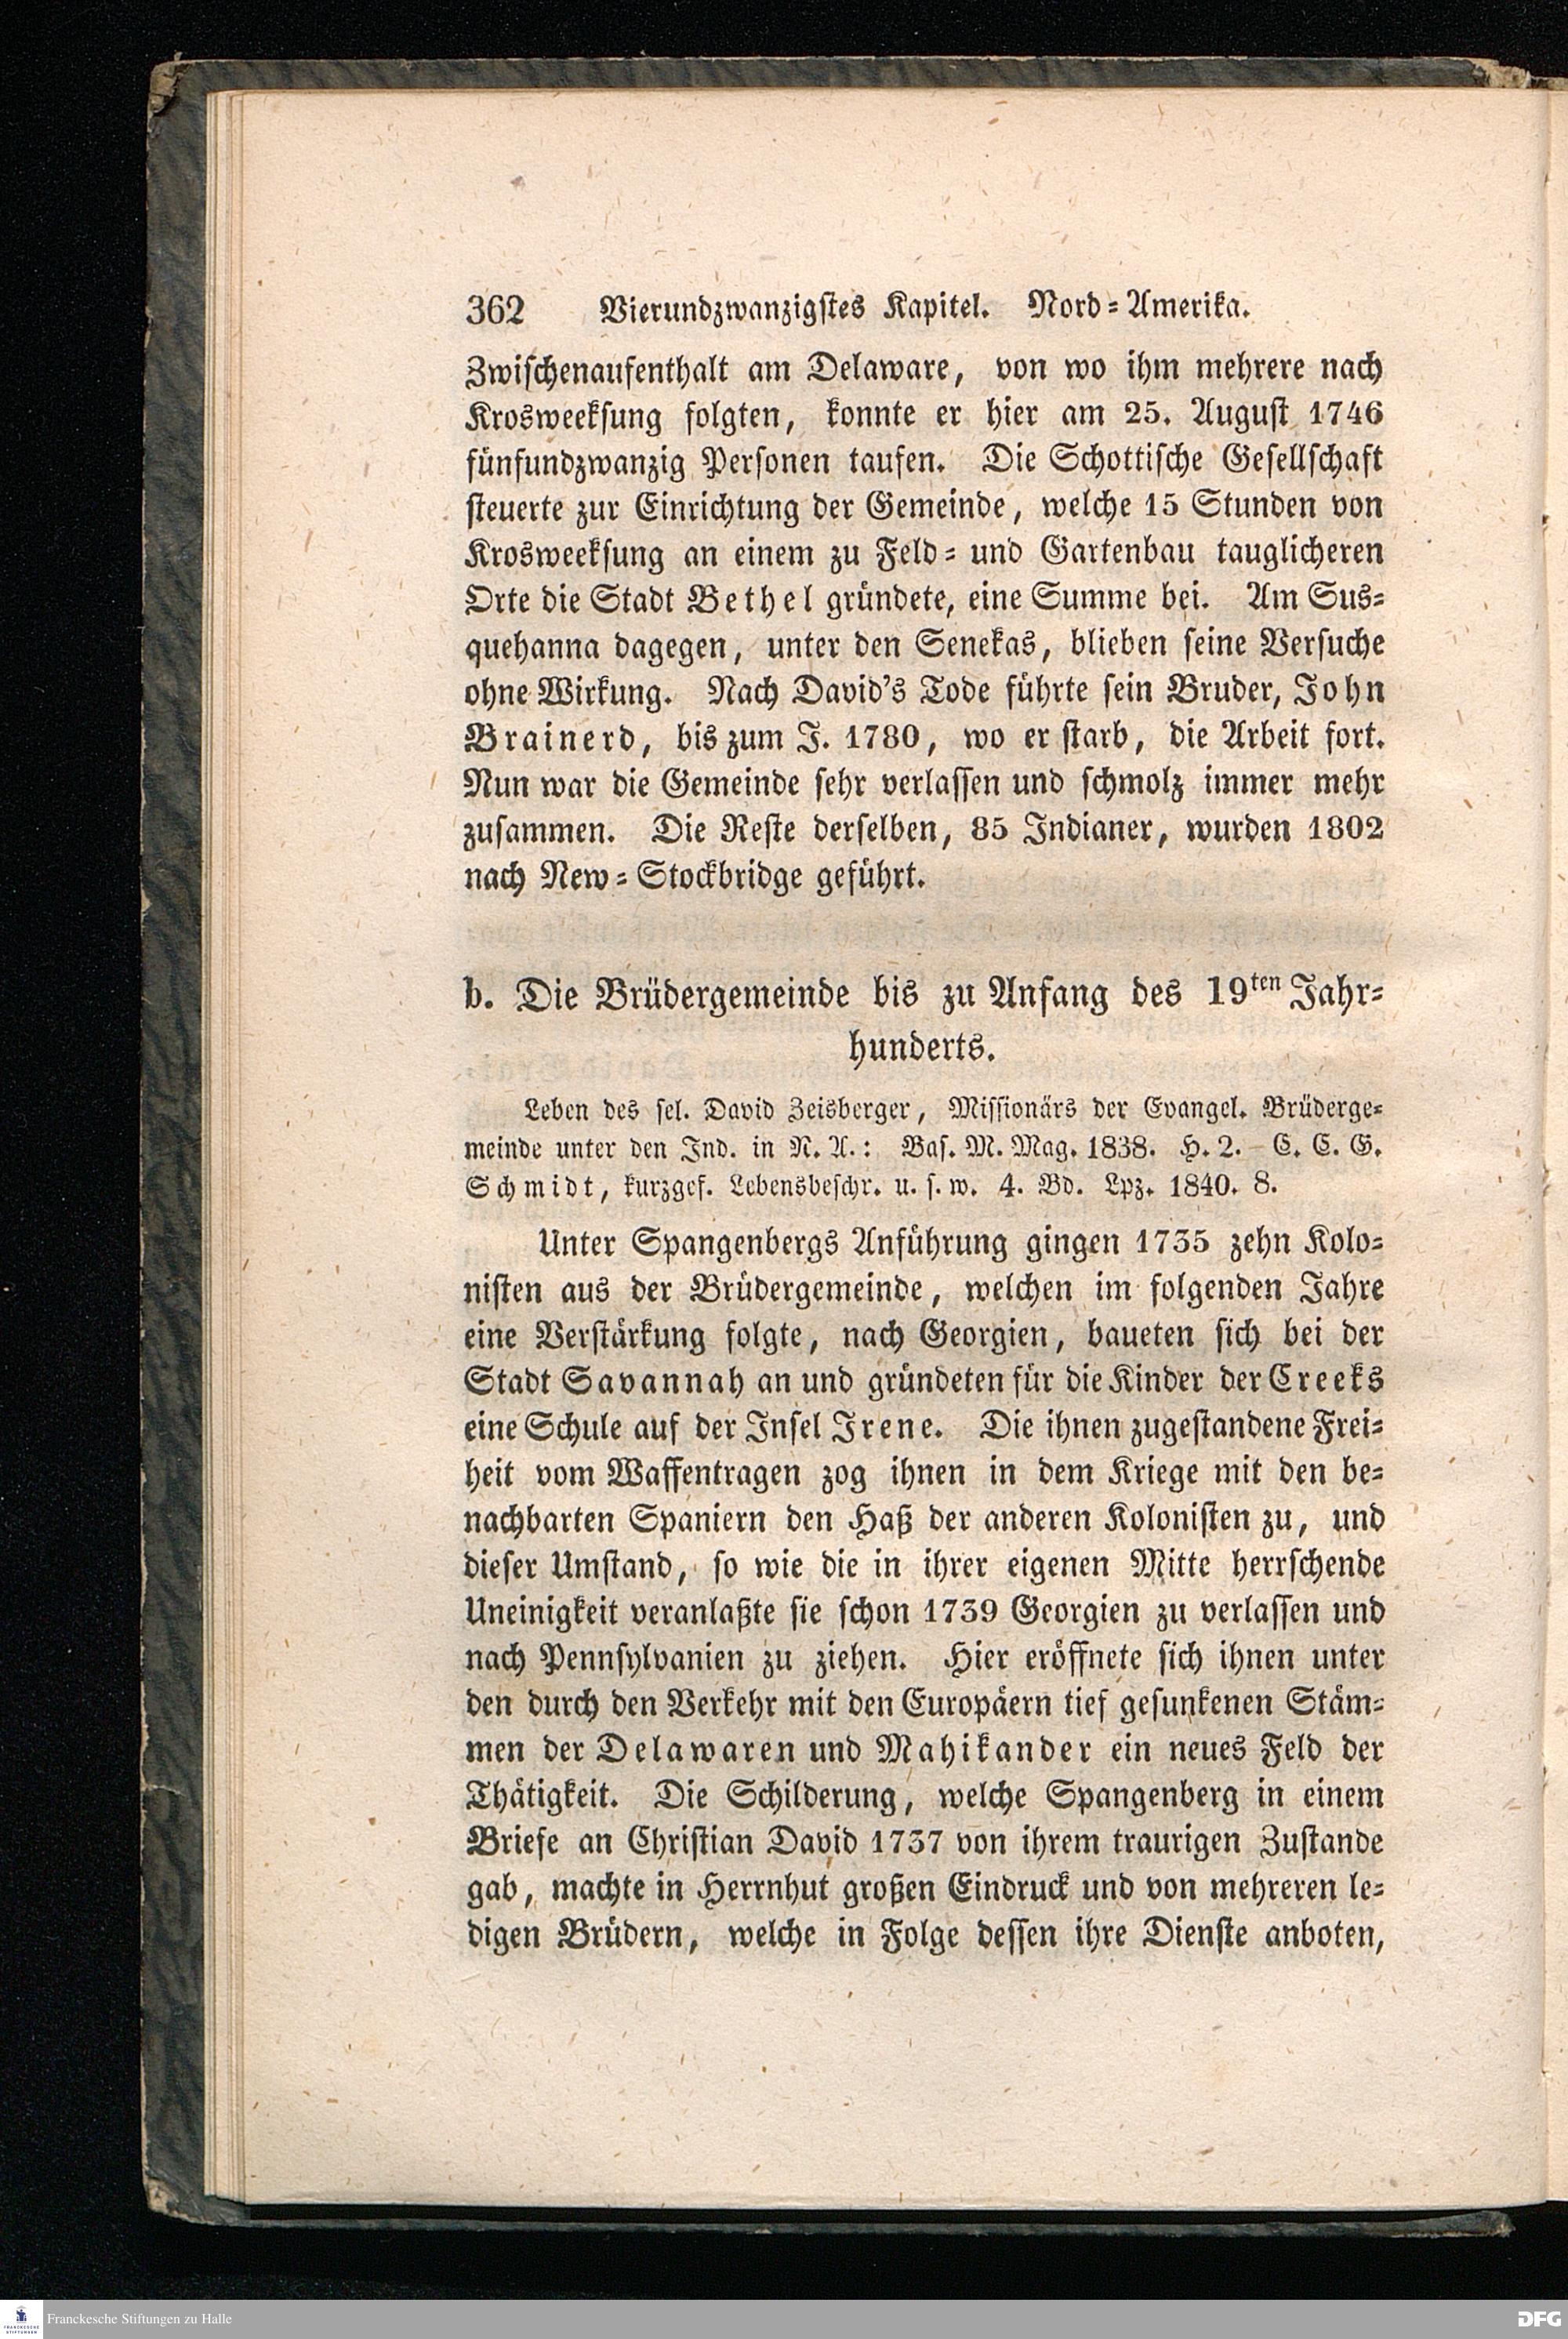 362 Vierundzwanzigstes Kapitel. Nord-Amerika.
Zwischenaufenthalt am Delaware, von wo ihm mehrere nach
Krosweeksung folgten, konnte er hier am 25. August 1746
fünfundzwanzig Personen taufen. Die Schottische Gesellschaft
steuerte zur Einrichtung der Gemeinde, welche 15 Stunden von
Krosweeksung an einem zu Feld- und Gartenbau tauglicheren
Orte die Stadt Bethel gründete, eine Summe bei. Am Sus-
quehanna dagegen, unter den Senekas, blieben seine Versuche
ohne Wirkung. Nach David's Tode führte sein Bruder, John
Brainerd, bis zum J. 1780, wo er starb, die Arbeit fort.
Nun war die Gemeinde sehr verlassen und schmolz immer mehr
zusammen. Die Reste derselben, 85 Indianer, wurden 1802
nach New-Stockbridge geführt.
b. Die Brüdergemeinde bis zu Anfang des 19ten Jahr-
hunderts.
Leben des sel. David Zeisberger, Missionärs der Evangel. Brüderge-
meinde unter den Ind. in N. A.: Bas. M. Mag. 1838. H. 2. – C. C. G.
Schmidt, kurzgef. Lebensbeschr. u. s. w. 4. Bd. Lpz. 1840. 8.
Unter Spangenbergs Anführung gingen 1735 zehn Kolo-
nisten aus der Brüdergemeinde, welchen im folgenden Jahre
eine Verstärkung folgte, nach Georgien, baueten sich bei der
Stadt Savannah an und gründeten für die Kinder der Creeks
eine Schule auf der Insel Irene. Die ihnen zugestandene Frei-
heit vom Waffentragen zog ihnen in dem Kriege mit den be-
nachbarten Spaniern den Haß der anderen Kolonisten zu, und
dieser Umstand, so wie die in ihrer eigenen Mitte herrschende
Uneinigkeit veranlaßte sie schon 1739 Georgien zu verlassen und
nach Pennsylvanien zu ziehen. Hier eröffnete sich ihnen unter
den durch den Verkehr mit den Europäern tief gesunkenen Stäm-
men der Delawaren und Mahikander ein neues Feld der
Thätigkeit. Die Schilderung, welche Spangenberg in einem
Briefe an Christian David 1737 von ihrem traurigen Zustande
gab, machte in Herrnhut großen Eindruck und von mehreren le-
digen Brüdern, welche in Folge dessen ihre Dienste anboten,
FRANCKESCHE
STIFTUNGEN
Franckesche Stiftungen zu Halle
DFG